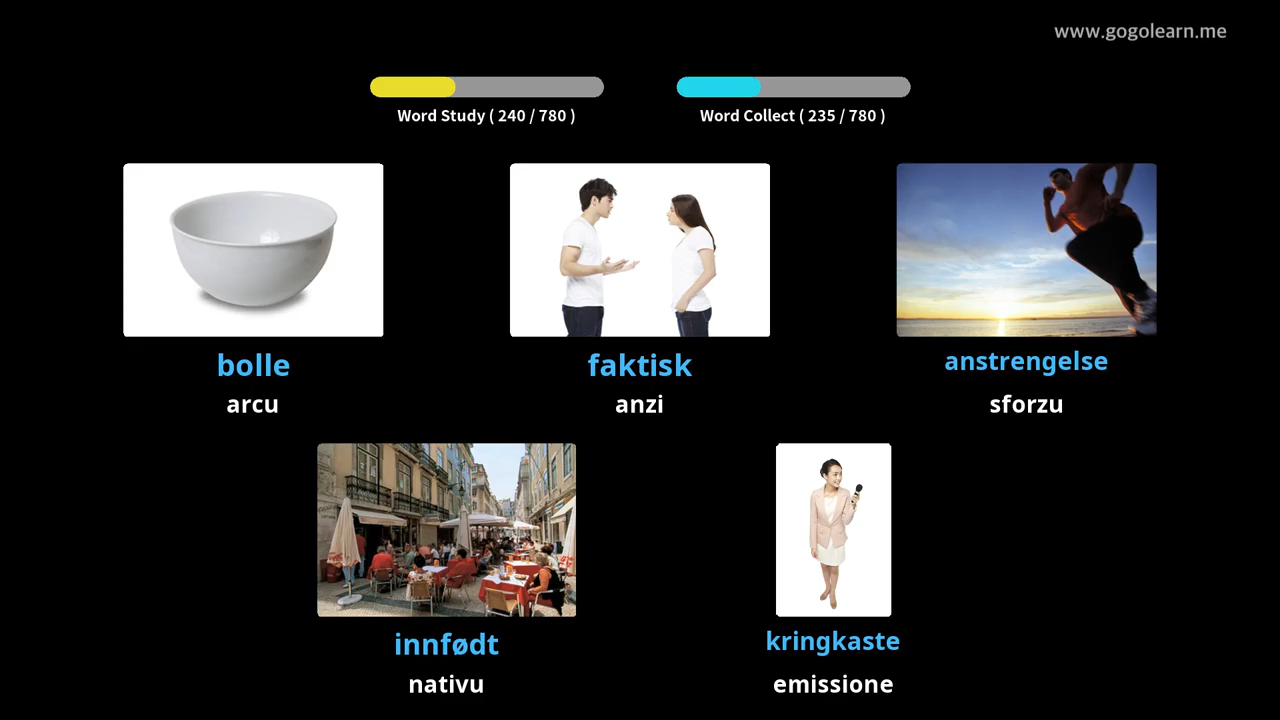 www.gogolearn.me
Word Study ( 240 / 780 )
Word Collect ( 235 / 780 )
bolle
arcu
faktisk
anzi
anstrengelse
sforzu
innfødt
nativu
kringkaste
emissione